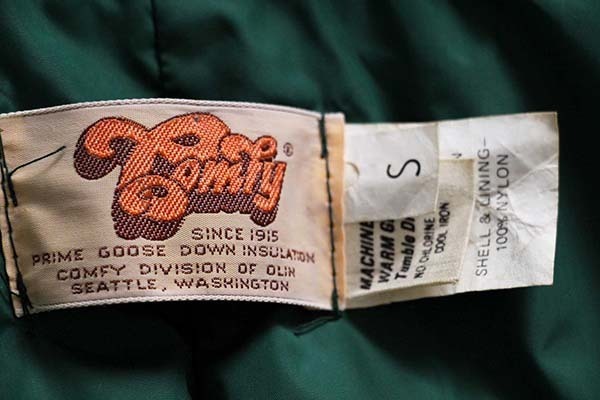 Comfy®
SINCE 1915
PRIME GOOSE DOWN INSULATION
COMFY DIVISION OF OLIN
SEATTLE, WASHINGTON
S
MACHINE
WARM G
Tumble D
NO CHLORINE
COOL IRON
SHELL & LINING-
100% NYLON